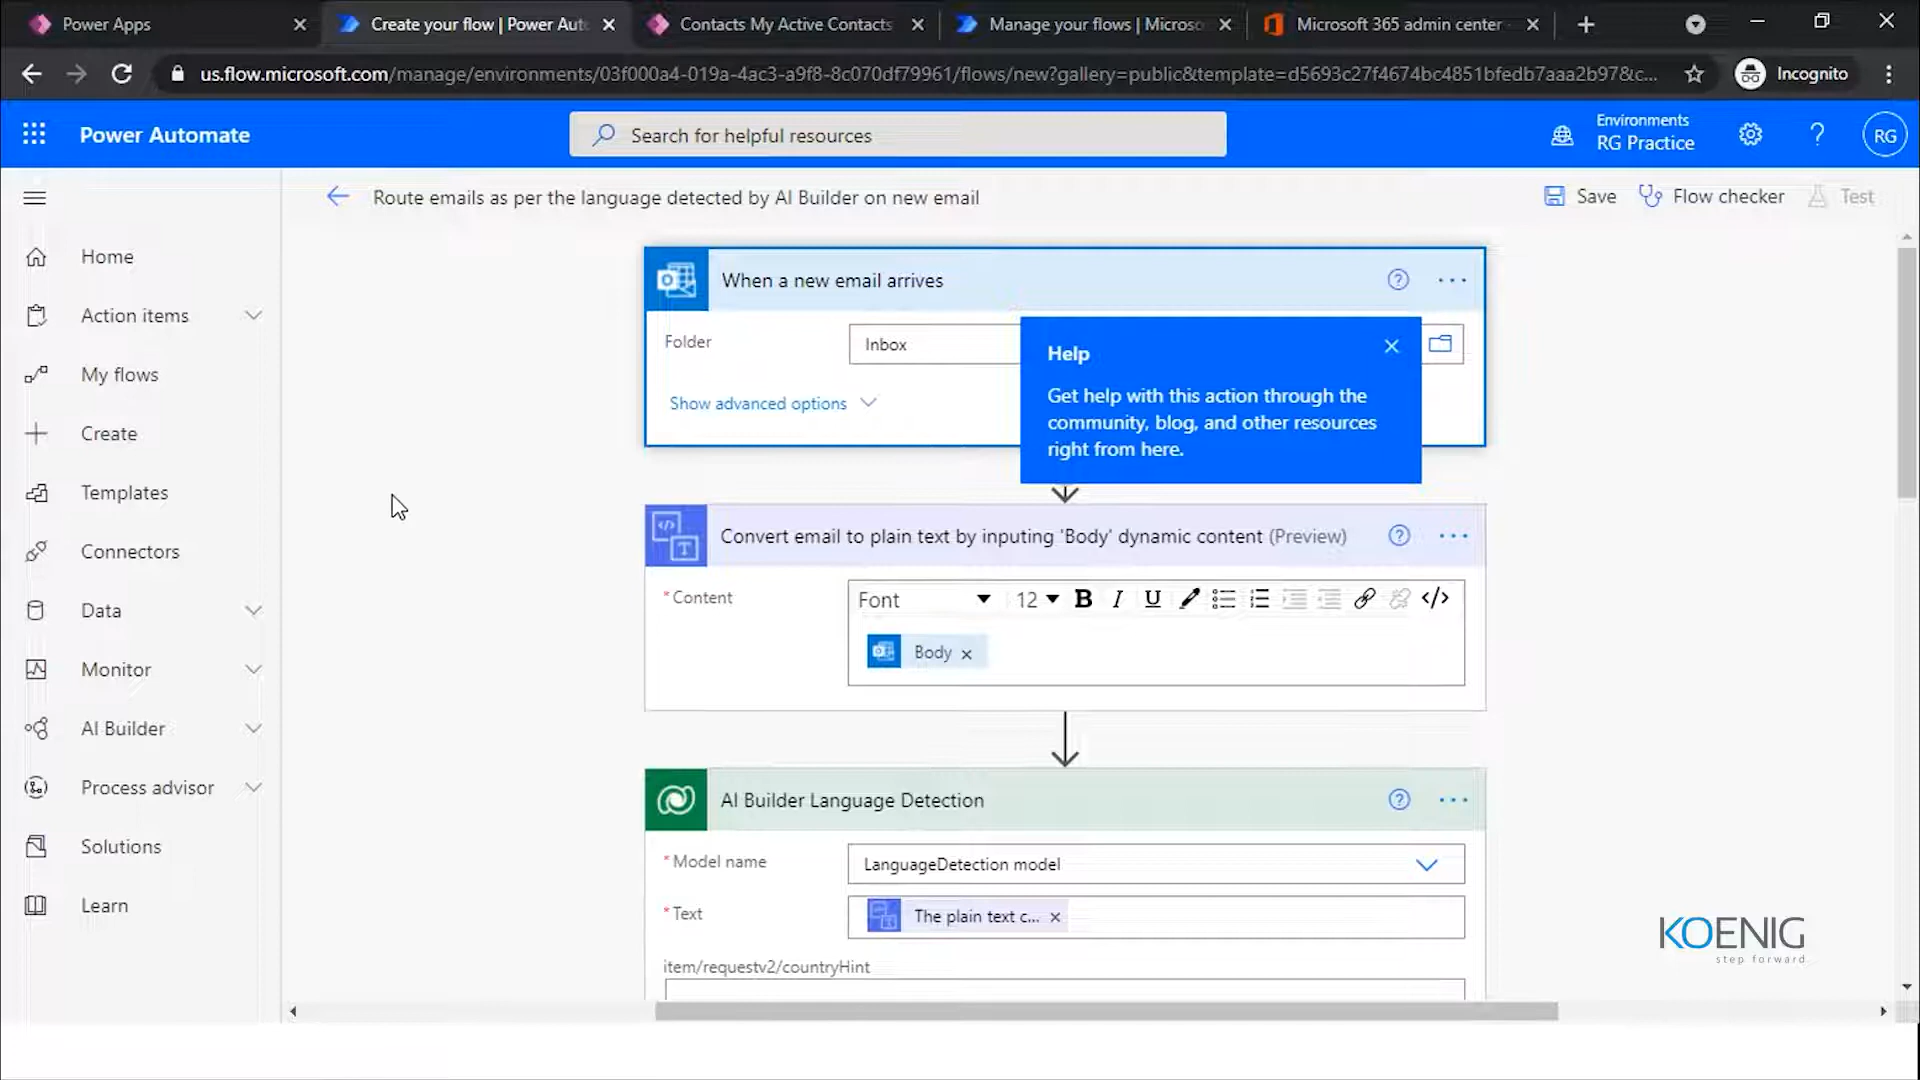 Power Apps
Create your flow | Power Aut
Contacts My Active Contacts
Manage your flows | Microso
Microsoft 365 admin center
us.flow.microsoft.com/manage/environments/03f000a4-019a-4ac3-a9f8-8c070df79961/flows/new?gallery=public&template=d5693c27f4674bc4851bfedb7aaa2b97&c...
Incognito
Power Automate
Search for helpful resources
Environments
RG Practice
RG
Route emails as per the language detected by AI Builder on new email
Save
Flow checker
Test
Home
Action items
My flows
Create
Templates
Connectors
Data
Monitor
AI Builder
Process advisor
Solutions
Learn
When a new email arrives
Folder
Inbox
Show advanced options
Help
Get help with this action through the
community, blog, and other resources
right from here.
Convert email to plain text by inputing 'Body' dynamic content (Preview)
* Content
Font
12
B I U
Body
AI Builder Language Detection
* Model name
LanguageDetection model
* Text
The plain text c...
item/requestv2/countryHint
KOENIG
step forward